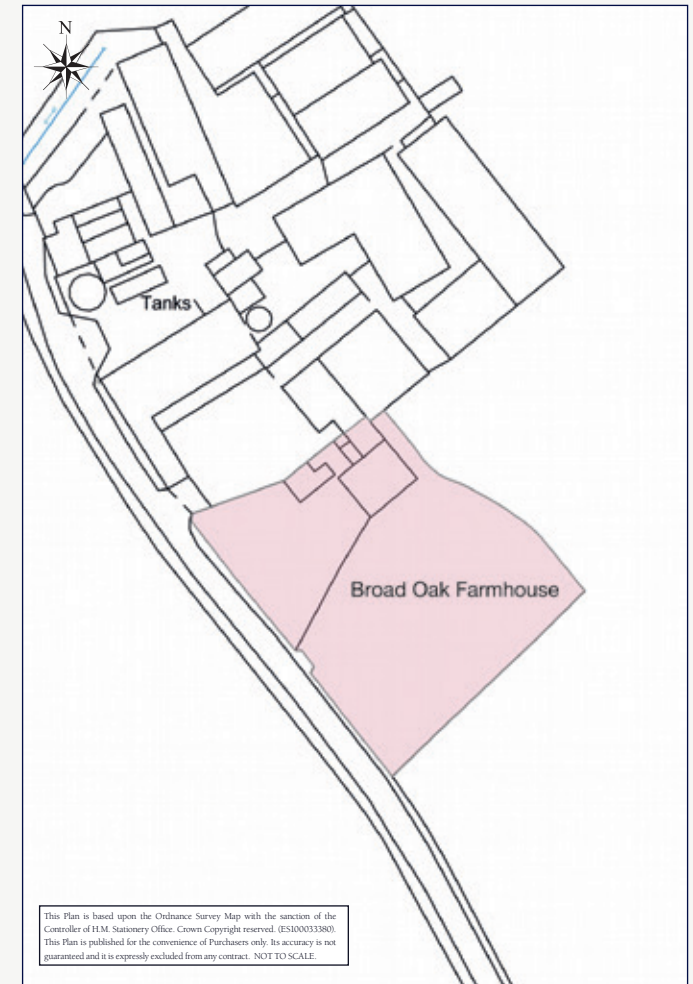 N
Tanks
Broad Oak Farmhouse
This Plan is based upon the Ordnance Survey Map with the sanction of the
Controller of H.M. Stationery Office. Crown Copyright reserved. (ES100033380).
This Plan is published for the convenience of Purchasers only. Its accuracy is not
guaranteed and it is expressly excluded from any contract. NOT TO SCALE.